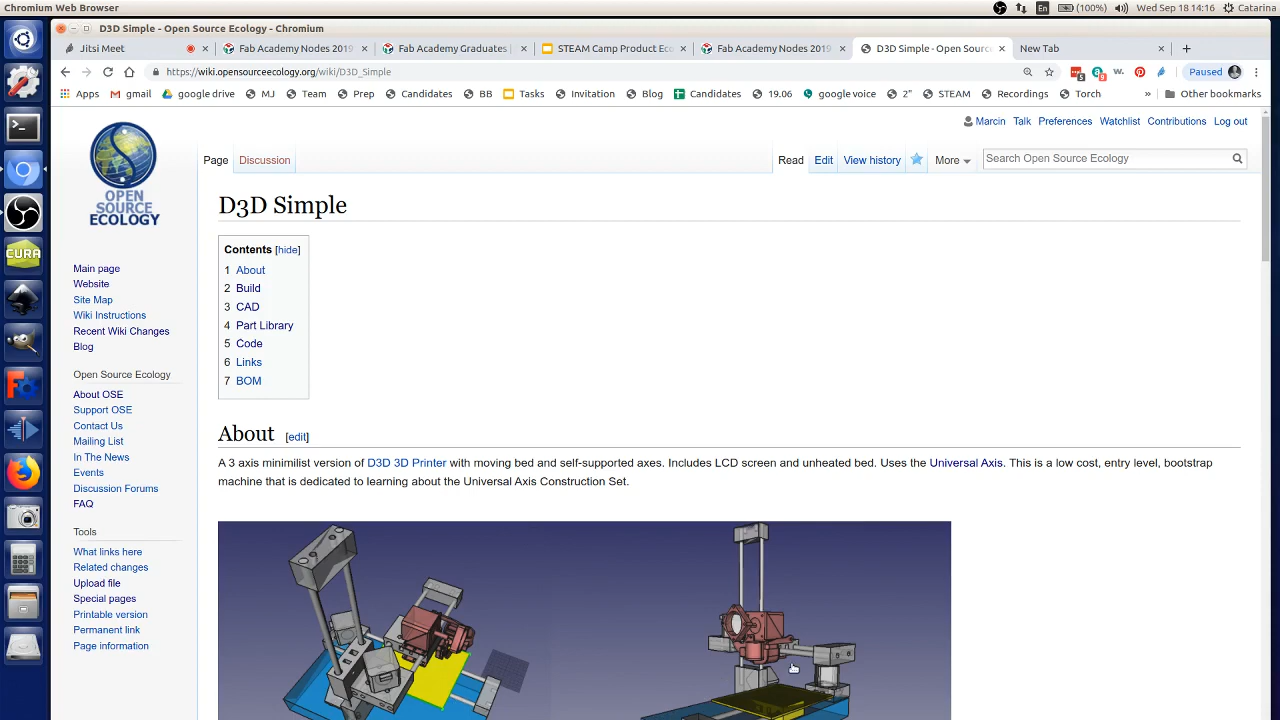 Chromium Web Browser
En (100%) Wed Sep 18 14:16 Catarina
D3D Simple - Open Source Ecology - Chromium
Jitsi Meet
Fab Academy Nodes 2019
Fab Academy Graduates
STEAM Camp Product Ec
Fab Academy Nodes 2019
D3D Simple - Open Sourc
New Tab
https://wiki.opensourceecology.org/wiki/D3D_Simple
Paused
Apps gmail google drive MJ Team Prep Candidates BB Tasks Invitation Blog Candidates 19.06 google voice 2" STEAM Recordings Torch » Other bookmarks
Marcin Talk Preferences Watchlist Contributions Log out
Page Discussion Read Edit View history More Search Open Source Ecology
OPEN
SOURCE
ECOLOGY
CURA
Main page
Website
Site Map
Wiki Instructions
Recent Wiki Changes
Blog
Open Source Ecology
About OSE
Support OSE
Contact Us
Mailing List
In The News
Events
Discussion Forums
FAQ
Tools
What links here
Related changes
Upload file
Special pages
Printable version
Permanent link
Page information
D3D Simple
Contents [hide]
1 About
2 Build
3 CAD
4 Part Library
5 Code
6 Links
7 BOM
About [edit]
A 3 axis minimilist version of D3D 3D Printer with moving bed and self-supported axes. Includes LCD screen and unheated bed. Uses the Universal Axis. This is a low cost, entry level, bootstrap
machine that is dedicated to learning about the Universal Axis Construction Set.